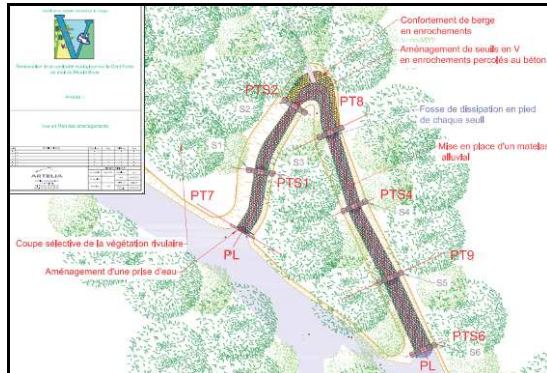 Confortement de berge
en enrochements
Aménagement de seuils en V
en enrochements percolés au béton
PTS2
PT8
S2
Fosse de dissipation en pied
de chaque seuil
S1
S3
Mise en place d'un matelas
alluvial
PT7
PTS1
PTS4
S4
Coupe sélective de la végétation rivulaire
PL
PT9
Aménagement d'une prise d'eau
S5
PTS6
S6
PL
ARTELIA